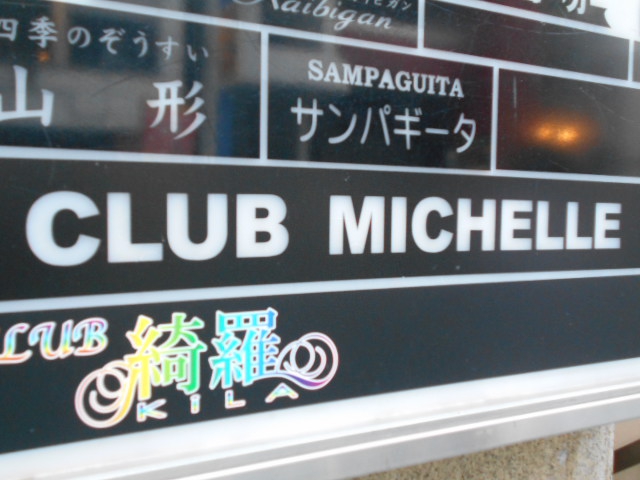 Kaibigan
四季のぞうすい
山形
SAMPAGUITA
サンパギータ
CLUB MICHELLE
CLUB 綺羅
KiLA